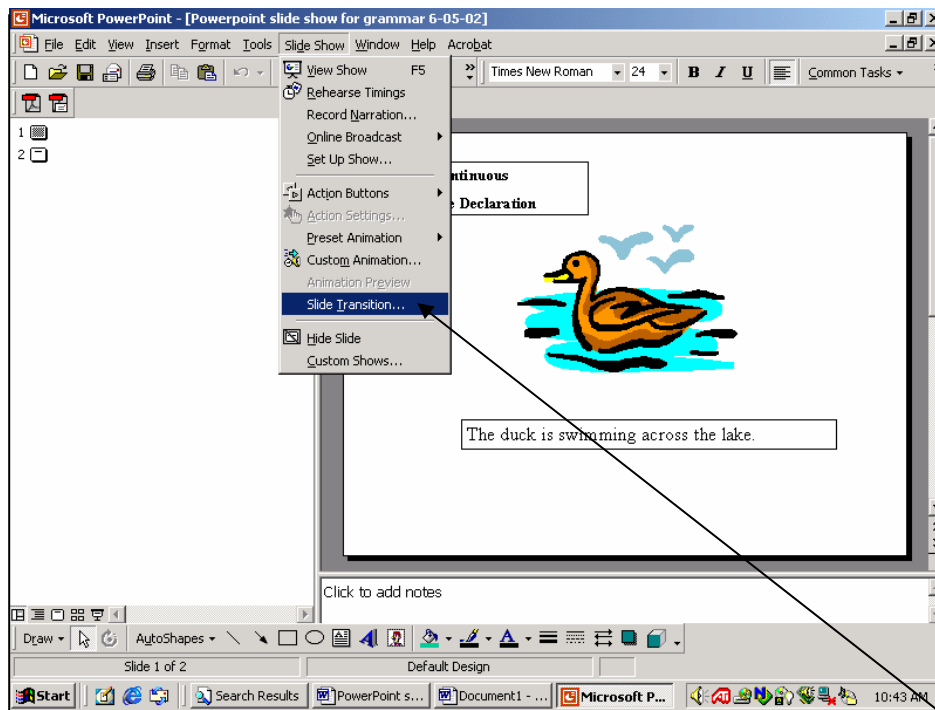 Microsoft PowerPoint - [Powerpoint slide show for grammar 6-05-02]
File Edit View Insert Format Tools Slide Show Window Help Acrobat
Times New Roman 24 B I U Common Tasks
View Show F5
Rehearse Timings
Record Narration...
Online Broadcast
Set Up Show...
Action Buttons
Action Settings...
Preset Animation
Custom Animation...
Animation Preview
Slide Transition...
Hide Slide
Custom Shows...
1
2
ntinuous
Declaration
The duck is swimming across the lake.
Click to add notes
Draw AutoShapes
Slide 1 of 2 Default Design
Start Search Results PowerPoint s... Document1 - ... Microsoft P... 10:43 AM